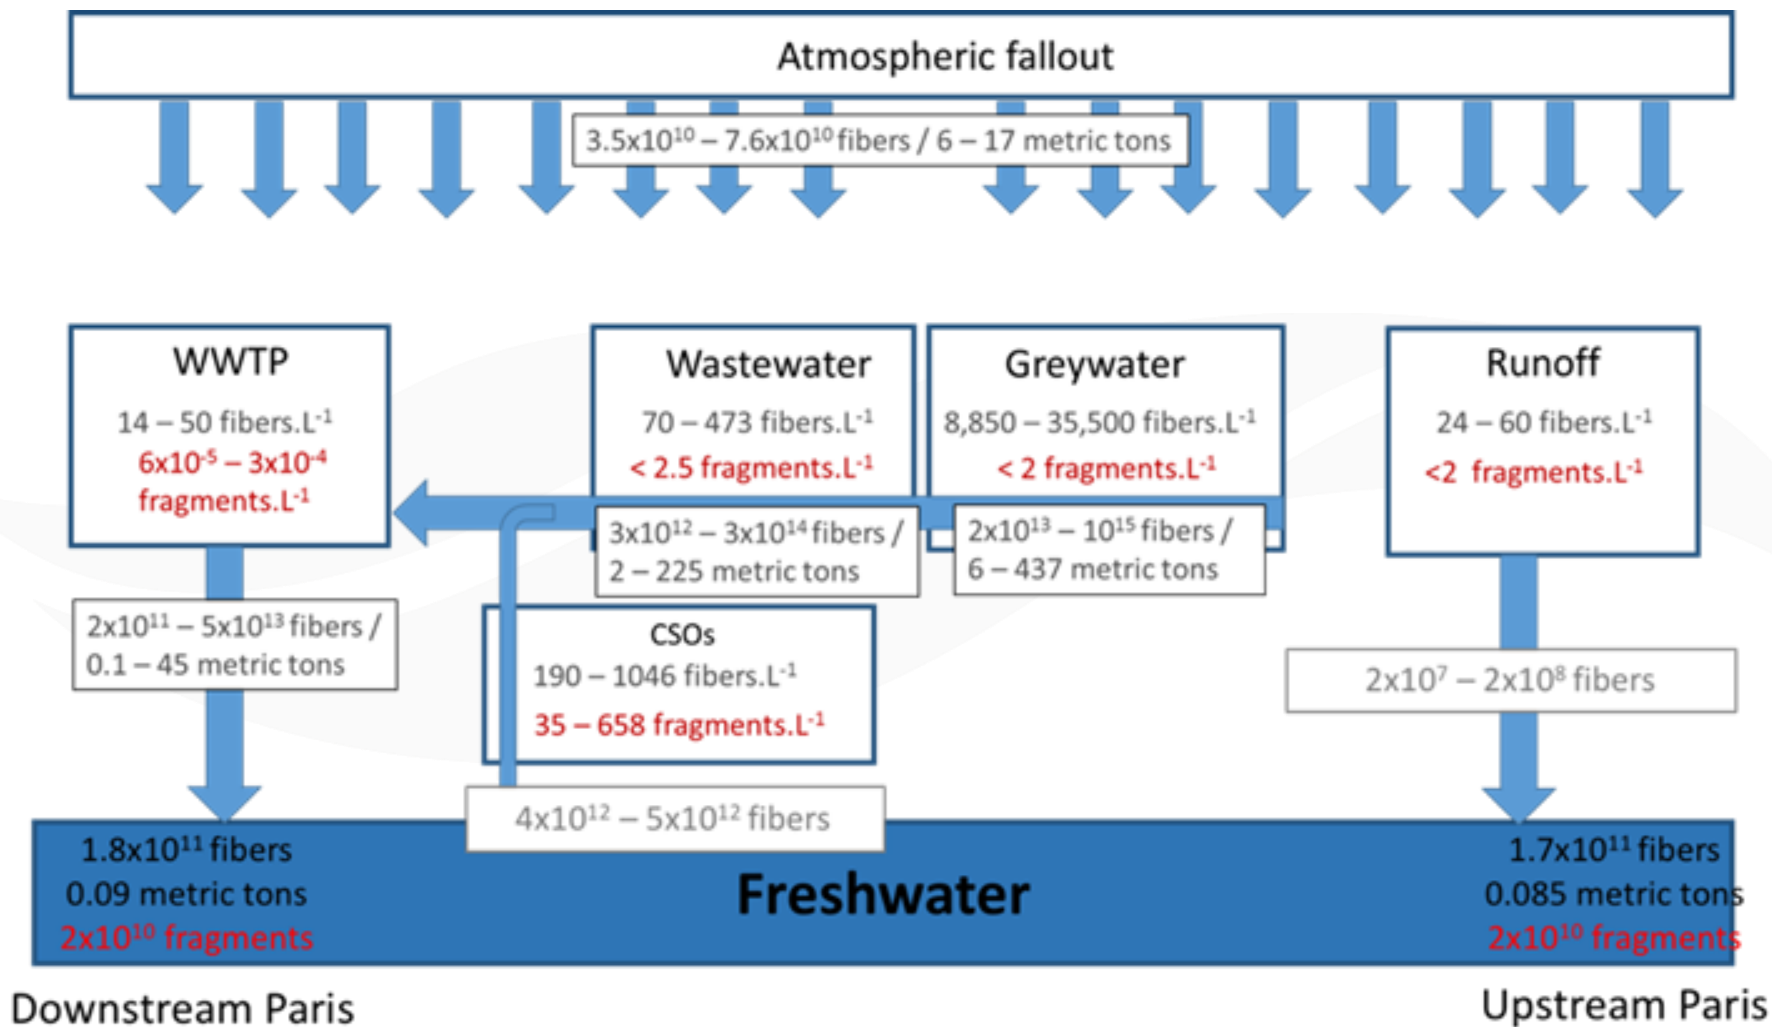 Atmospheric fallout
3.5x10¹⁰ – 7.6x10¹⁰ fibers / 6 – 17 metric tons
WWTP
14 – 50 fibers.L⁻¹
6x10⁻⁵ – 3x10⁻⁴
fragments.L⁻¹
Wastewater
70 – 473 fibers.L⁻¹
< 2.5 fragments.L⁻¹
Greywater
8,850 – 35,500 fibers.L⁻¹
< 2 fragments.L⁻¹
Runoff
24 – 60 fibers.L⁻¹
<2 fragments.L⁻¹
3x10¹² – 3x10¹⁴ fibers /
2 – 225 metric tons
2x10¹³ – 10¹⁵ fibers /
6 – 437 metric tons
2x10¹¹ – 5x10¹³ fibers /
0.1 – 45 metric tons
CSOs
190 – 1046 fibers.L⁻¹
35 – 658 fragments.L⁻¹
2x10⁷ – 2x10⁸ fibers
4x10¹² – 5x10¹² fibers
1.8x10¹¹ fibers
0.09 metric tons
2x10¹⁰ fragments
Freshwater
1.7x10¹¹ fibers
0.085 metric tons
2x10¹⁰ fragments
Downstream Paris
Upstream Paris